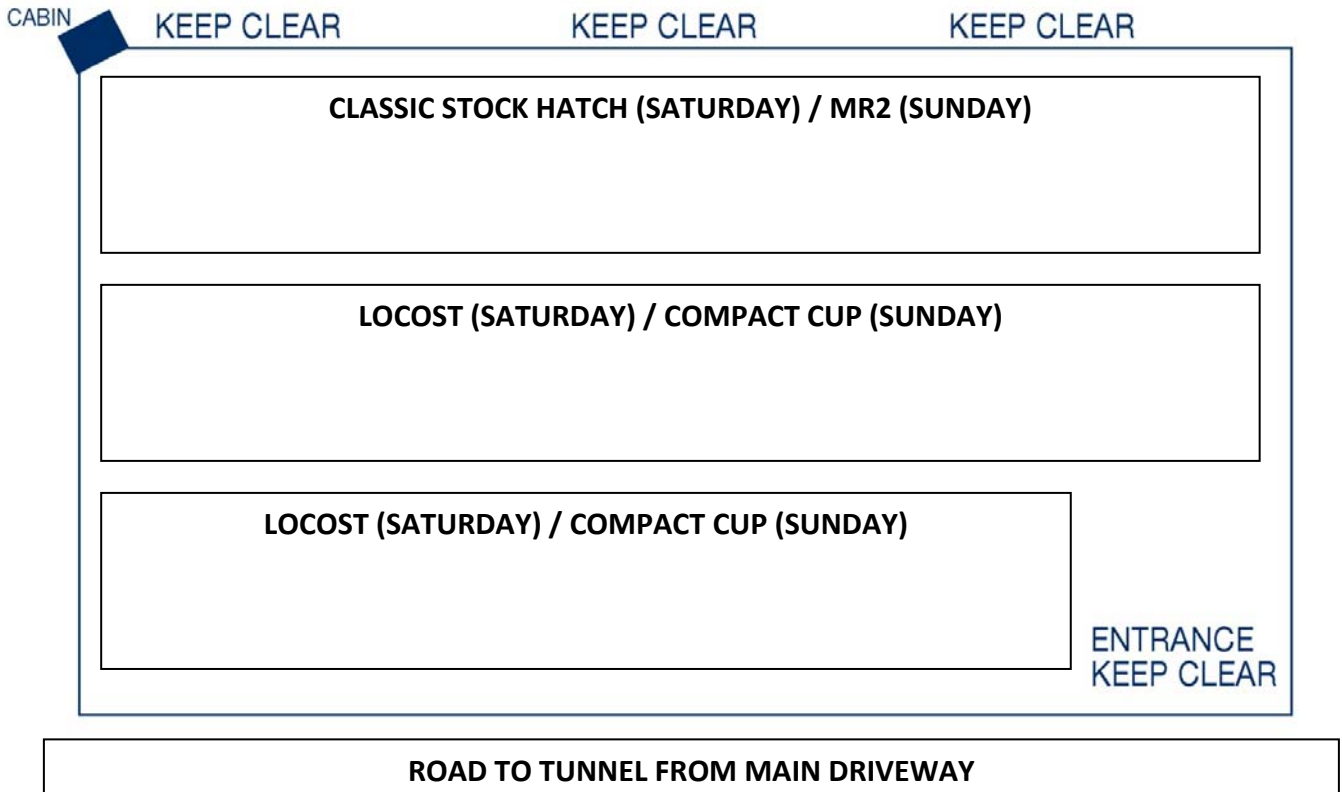 CABIN
KEEP CLEAR KEEP CLEAR KEEP CLEAR
CLASSIC STOCK HATCH (SATURDAY) / MR2 (SUNDAY)
LOCOST (SATURDAY) / COMPACT CUP (SUNDAY)
LOCOST (SATURDAY) / COMPACT CUP (SUNDAY)
ENTRANCE
KEEP CLEAR
ROAD TO TUNNEL FROM MAIN DRIVEWAY